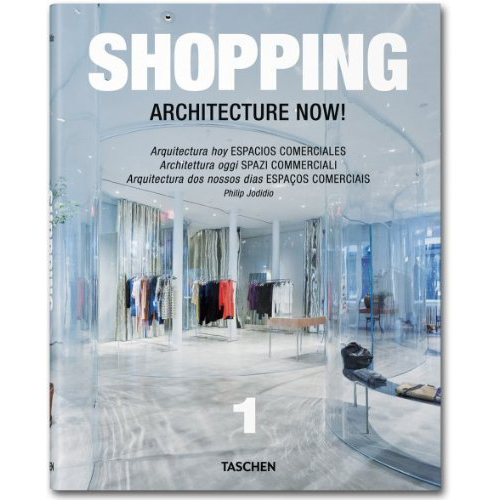 SHOPPING
ARCHITECTURE NOW!
Arquitectura hoy ESPACIOS COMERCIALES
Architettura oggi SPAZI COMMERCIALI
Arquitectura dos nossos dias ESPAÇOS COMERCIAIS
Philip Jodidio
1
TASCHEN